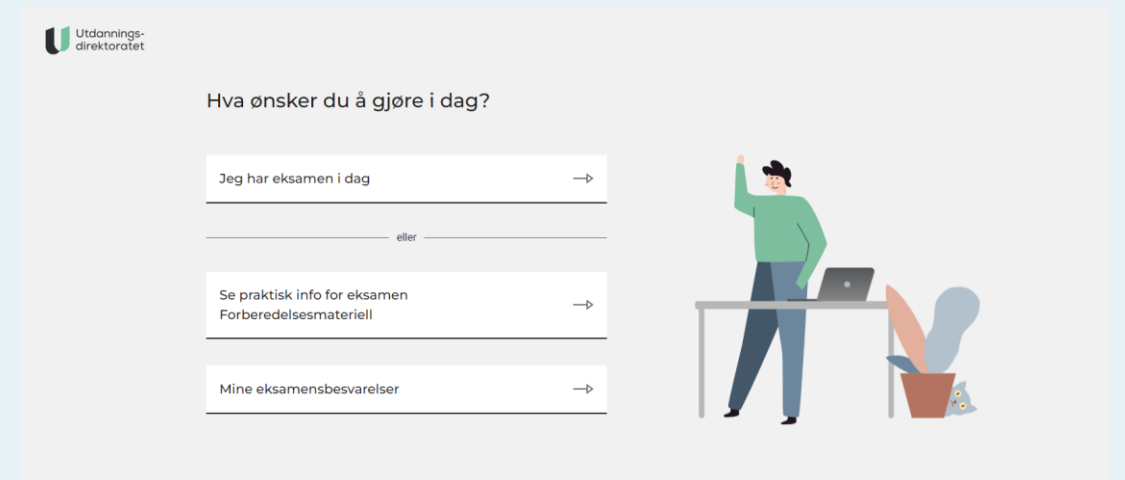 Utdannings-
direktoratet
Hva ønsker du å gjøre i dag?
Jeg har eksamen i dag
eller
Se praktisk info for eksamen
Forberedelsesmateriell
Mine eksamensbesvarelser